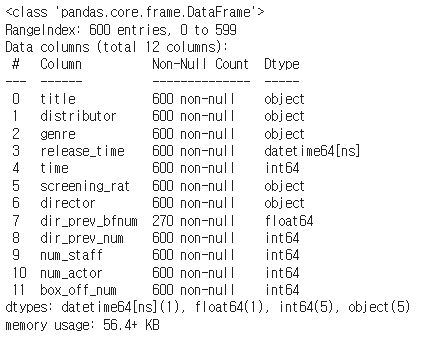 <class 'pandas.core.frame.DataFrame'>
RangeIndex: 600 entries, 0 to 599
Data columns (total 12 columns):
 #   Column        Non-Null Count  Dtype
---  ------        --------------  -----
 0   title         600 non-null    object
 1   distributor   600 non-null    object
 2   genre         600 non-null    object
 3   release_time  600 non-null    datetime64[ns]
 4   time          600 non-null    int64
 5   screening_rat 600 non-null    object
 6   director      600 non-null    object
 7   dir_prev_bfnum 270 non-null    float64
 8   dir_prev_num  600 non-null    int64
 9   num_staff     600 non-null    int64
 10  num_actor     600 non-null    int64
 11  box_off_num   600 non-null    int64
dtypes: datetime64[ns](1), float64(1), int64(5), object(5)
memory usage: 56.4+ KB